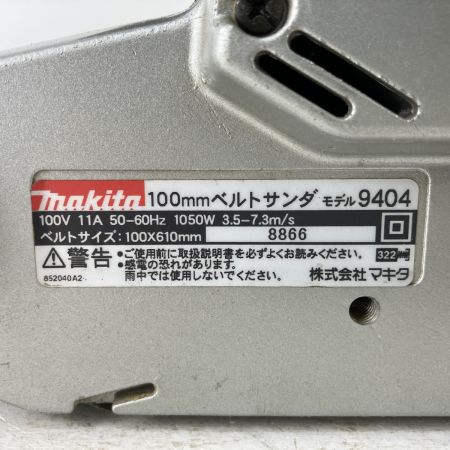 makita 100mmベルトサンダ モデル 9404
100V 11A 50-60Hz 1050W 3.5-7.3m/s
ベルトサイズ:100X610mm 8866
警告 •ご使用前に取扱説明書を必ずよくお読みください。
•感電の恐れがあります。
雨中では使用しないでください。
322
852040A2
株式会社 マキタ